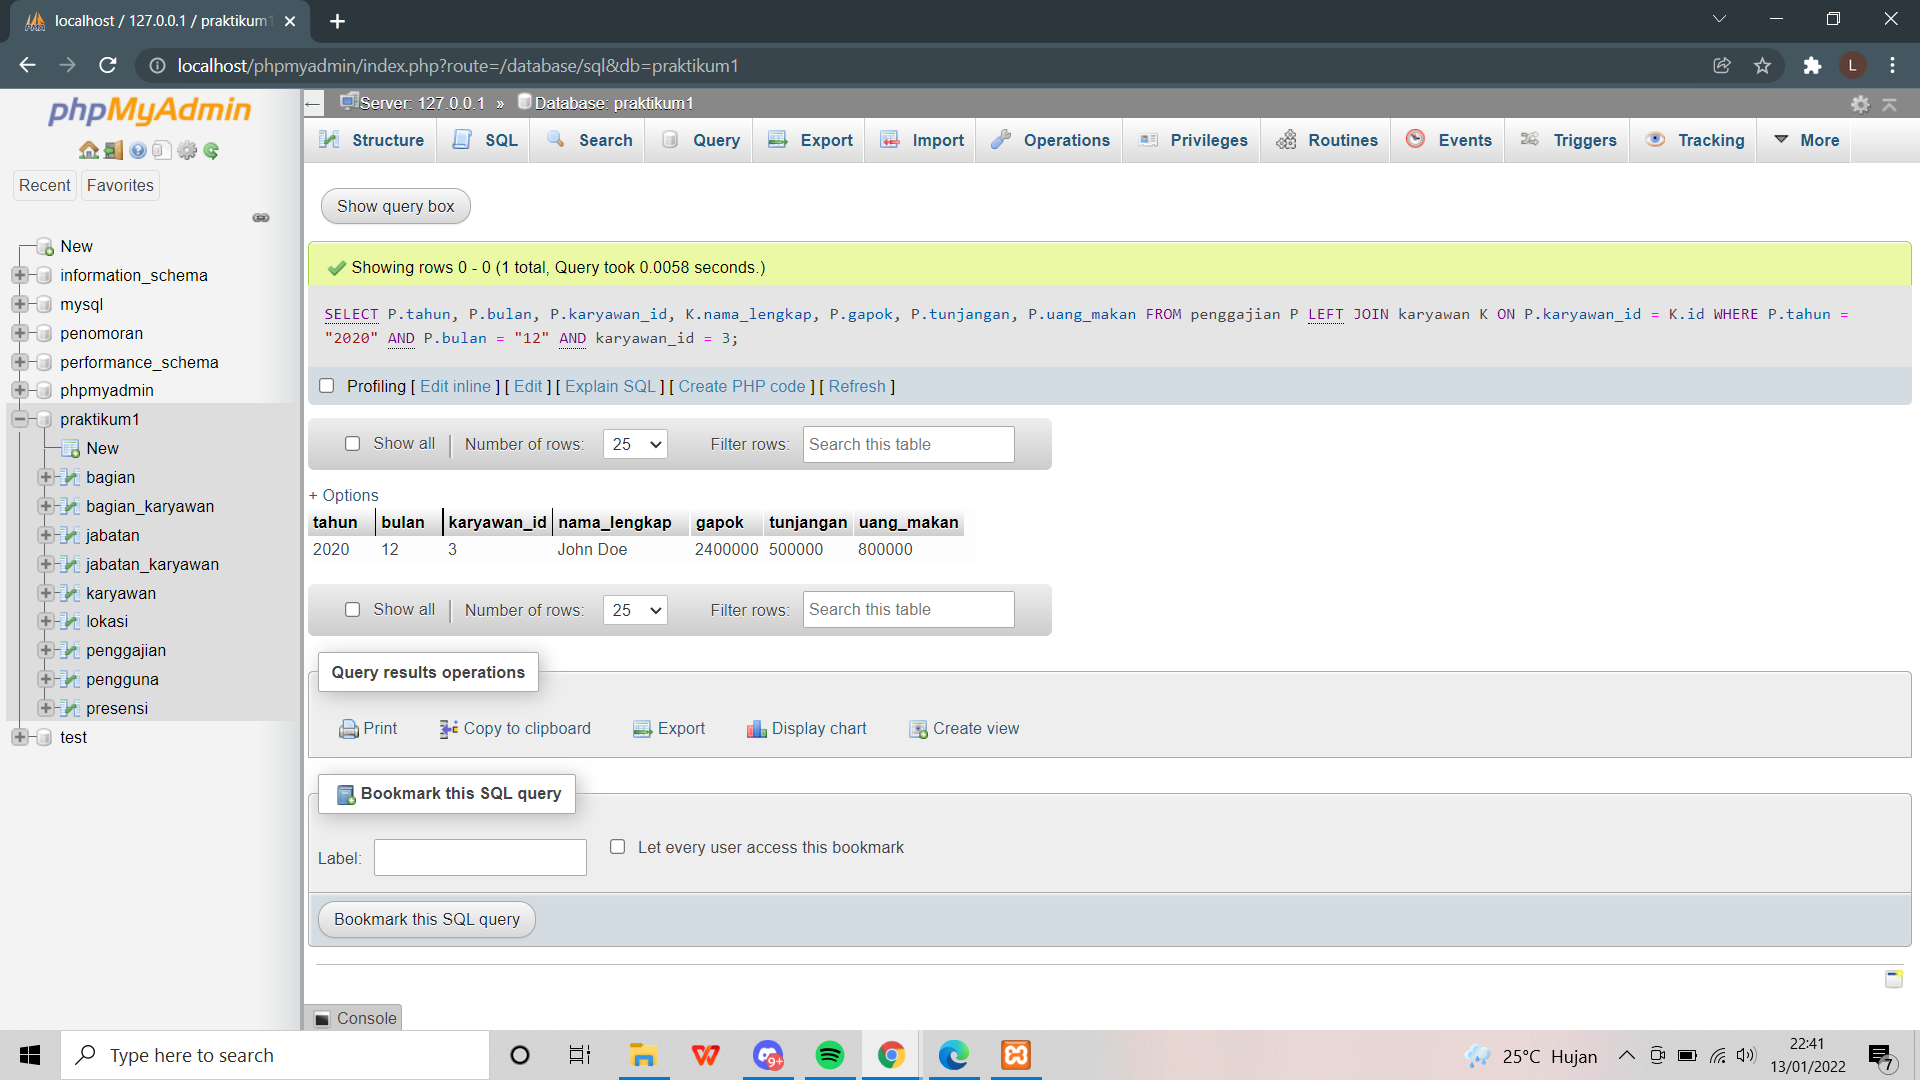 localhost / 127.0.0.1 / praktikum1
localhost/phpmyadmin/index.php?route=/database/sql&db=praktikum1
L
phpMyAdmin
Recent
Favorites
New
information_schema
mysql
penomoran
performance_schema
phpmyadmin
praktikum1
New
bagian
bagian_karyawan
jabatan
jabatan_karyawan
karyawan
lokasi
penggajian
pengguna
presensi
test
Server: 127.0.0.1 » Database: praktikum1
Structure SQL Search Query Export Import Operations Privileges Routines Events Triggers Tracking More
Show query box
Showing rows 0 - 0 (1 total, Query took 0.0058 seconds.)
SELECT P.tahun, P.bulan, P.karyawan_id, K.nama_lengkap, P.gapok, P.tunjangan, P.uang_makan FROM penggajian P LEFT JOIN karyawan K ON P.karyawan_id = K.id WHERE P.tahun =
"2020" AND P.bulan = "12" AND karyawan_id = 3;
Profiling [ Edit inline ] [ Edit ] [ Explain SQL ] [ Create PHP code ] [ Refresh ]
Show all | Number of rows: 25 Filter rows: Search this table
+ Options
tahun bulan karyawan_id nama_lengkap gapok tunjangan uang_makan
2020 12 3 John Doe 2400000 500000 800000
Show all | Number of rows: 25 Filter rows: Search this table
Query results operations
Print Copy to clipboard Export Display chart Create view
Bookmark this SQL query
Label: Let every user access this bookmark
Bookmark this SQL query
Console
Type here to search
9+
25°C Hujan
22:41
13/01/2022
7